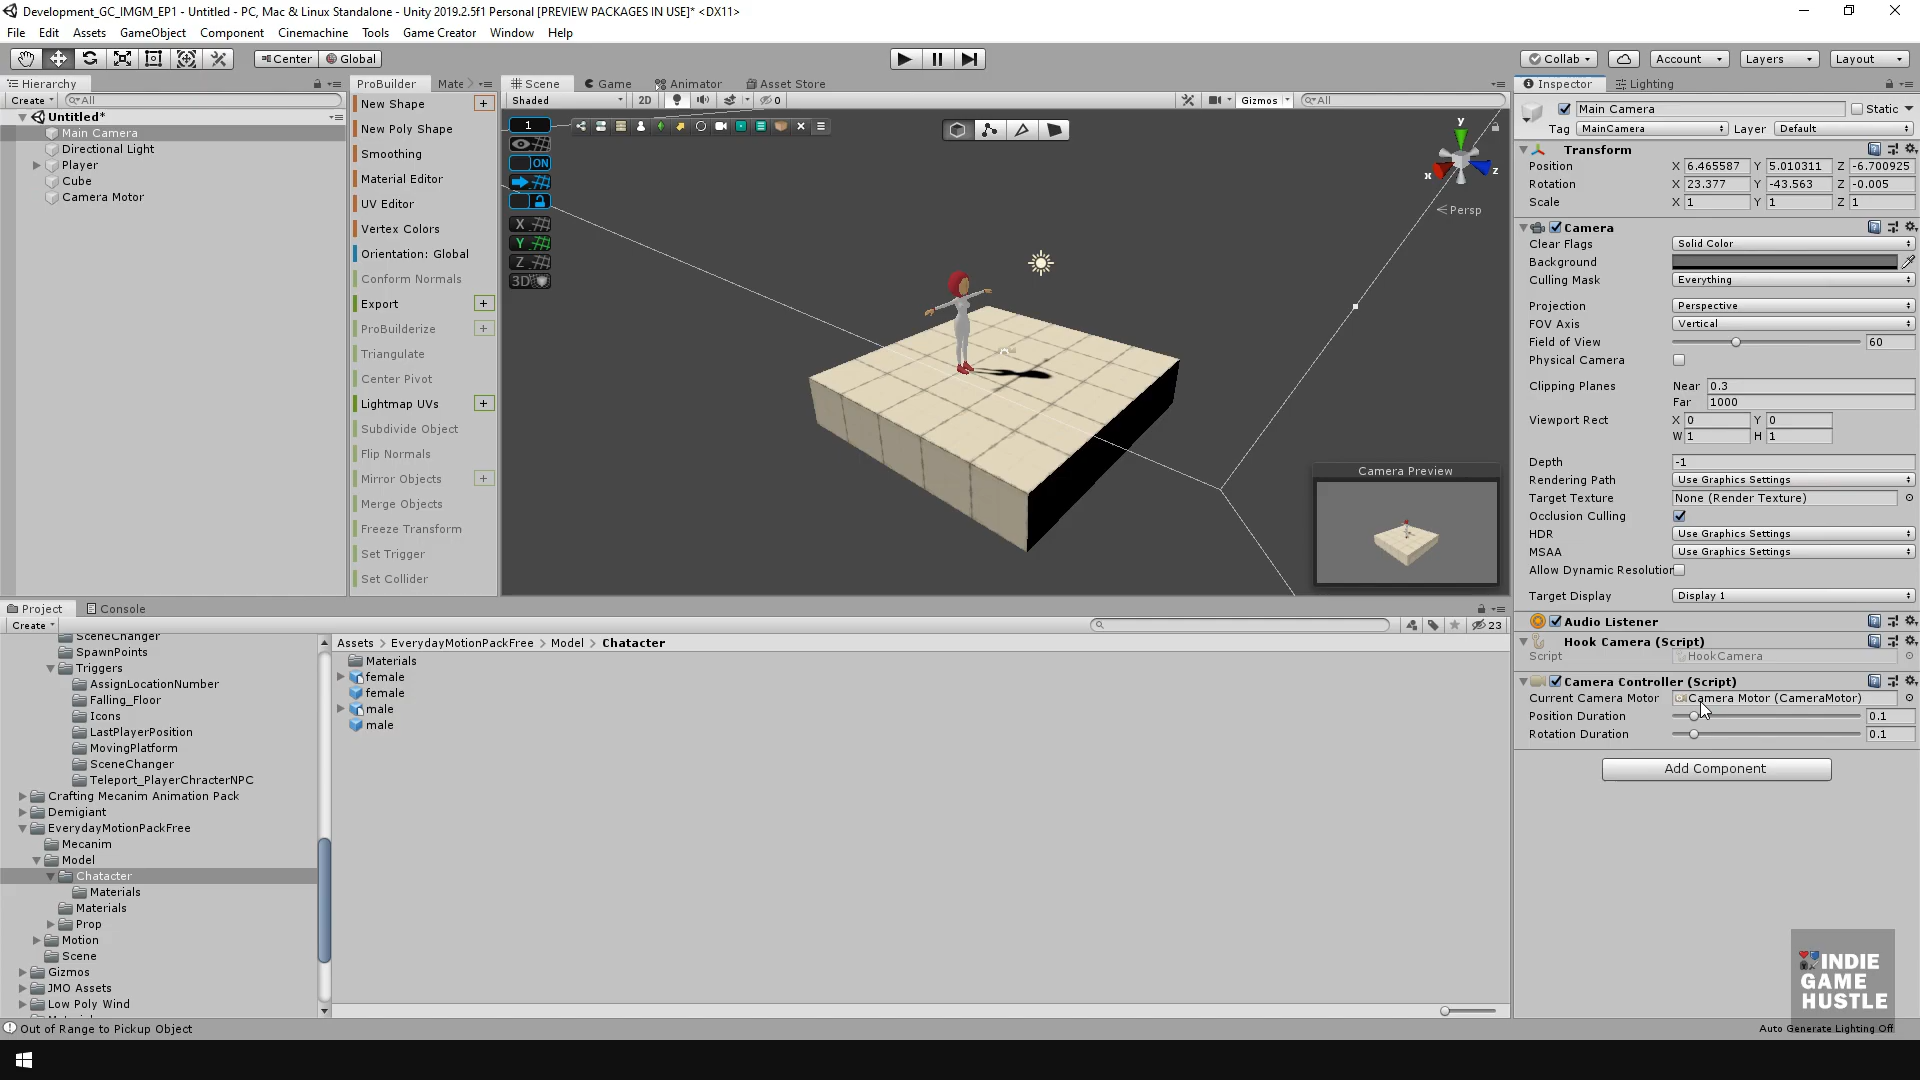 Development_GC_IMGM_EP1 - Untitled - PC, Mac & Linux Standalone - Unity 2019.2.5f1 Personal [PREVIEW PACKAGES IN USE]* <DX11>
File Edit Assets GameObject Component Cinemachine Tools Game Creator Window Help
Center Global Collab Account Layers Layout
Hierarchy
Create All
Untitled*
Main Camera
Directional Light
Player
Cube
Camera Motor
ProBuilder Mate
New Shape +
New Poly Shape
Smoothing
Material Editor
UV Editor
Vertex Colors
Orientation: Global
Conform Normals
Export +
ProBuilderize +
Triangulate
Center Pivot
Lightmap UVs +
Subdivide Object
Flip Normals
Mirror Objects +
Merge Objects
Freeze Transform
Set Trigger
Set Collider
Scene Game Animator Asset Store
Shaded 2D 0 Gizmos All
1
ON
X
Y
Z
3D
y
x
z
Persp
Camera Preview
Inspector Lighting
Main Camera Static
Tag MainCamera Layer Default
Transform
Position X 6.465587 Y 5.010311 Z -6.700925
Rotation X 23.377 Y -43.563 Z -0.005
Scale X 1 Y 1 Z 1
Camera
Clear Flags Solid Color
Background
Culling Mask Everything
Projection Perspective
FOV Axis Vertical
Field of View 60
Physical Camera
Clipping Planes Near 0.3
Far 1000
Viewport Rect X 0 Y 0
W 1 H 1
Depth -1
Rendering Path Use Graphics Settings
Target Texture None (Render Texture)
Occlusion Culling
HDR Use Graphics Settings
MSAA Use Graphics Settings
Allow Dynamic Resolution
Target Display Display 1
Audio Listener
Hook Camera (Script)
Script HookCamera
Camera Controller (Script)
Current Camera Motor Camera Motor (CameraMotor)
Position Duration 0.1
Rotation Duration 0.1
Add Component
Project Console
Create 23
SceneChanger
SpawnPoints
Triggers
AssignLocationNumber
Falling_Floor
Icons
LastPlayerPosition
MovingPlatform
SceneChanger
Teleport_PlayerChracterNPC
Crafting Mecanim Animation Pack
Demigiant
EverydayMotionPackFree
Mecanim
Model
Chatacter
Materials
Materials
Prop
Motion
Scene
Gizmos
JMO Assets
Low Poly Wind
Assets > EverydayMotionPackFree > Model > Chatacter
Materials
female
female
male
male
INDIE
GAME
HUSTLE
Out of Range to Pickup Object
Auto Generate Lighting Off